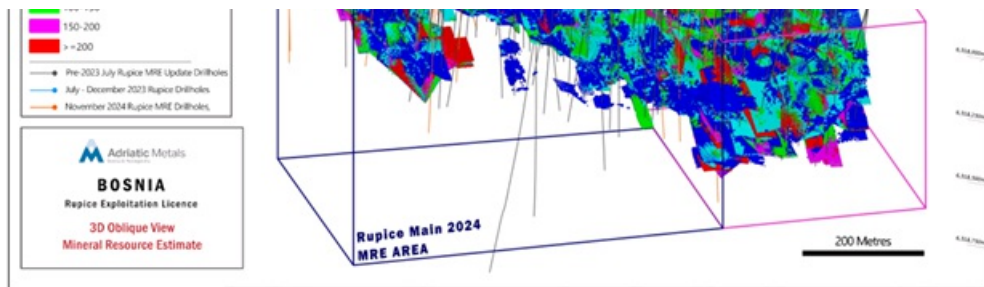 150-200
>=200
Pre-2023 July Rupice MRE Update Drillholes
July - December 2023 Rupice Drillholes
November 2024 Rupice MRE Drillholes,
Adriatic Metals
BOSNIA
Rupice Exploitation Licence
3D Oblique View
Mineral Resource Estimate
Rupice Main 2024
MRE AREA
200 Metres